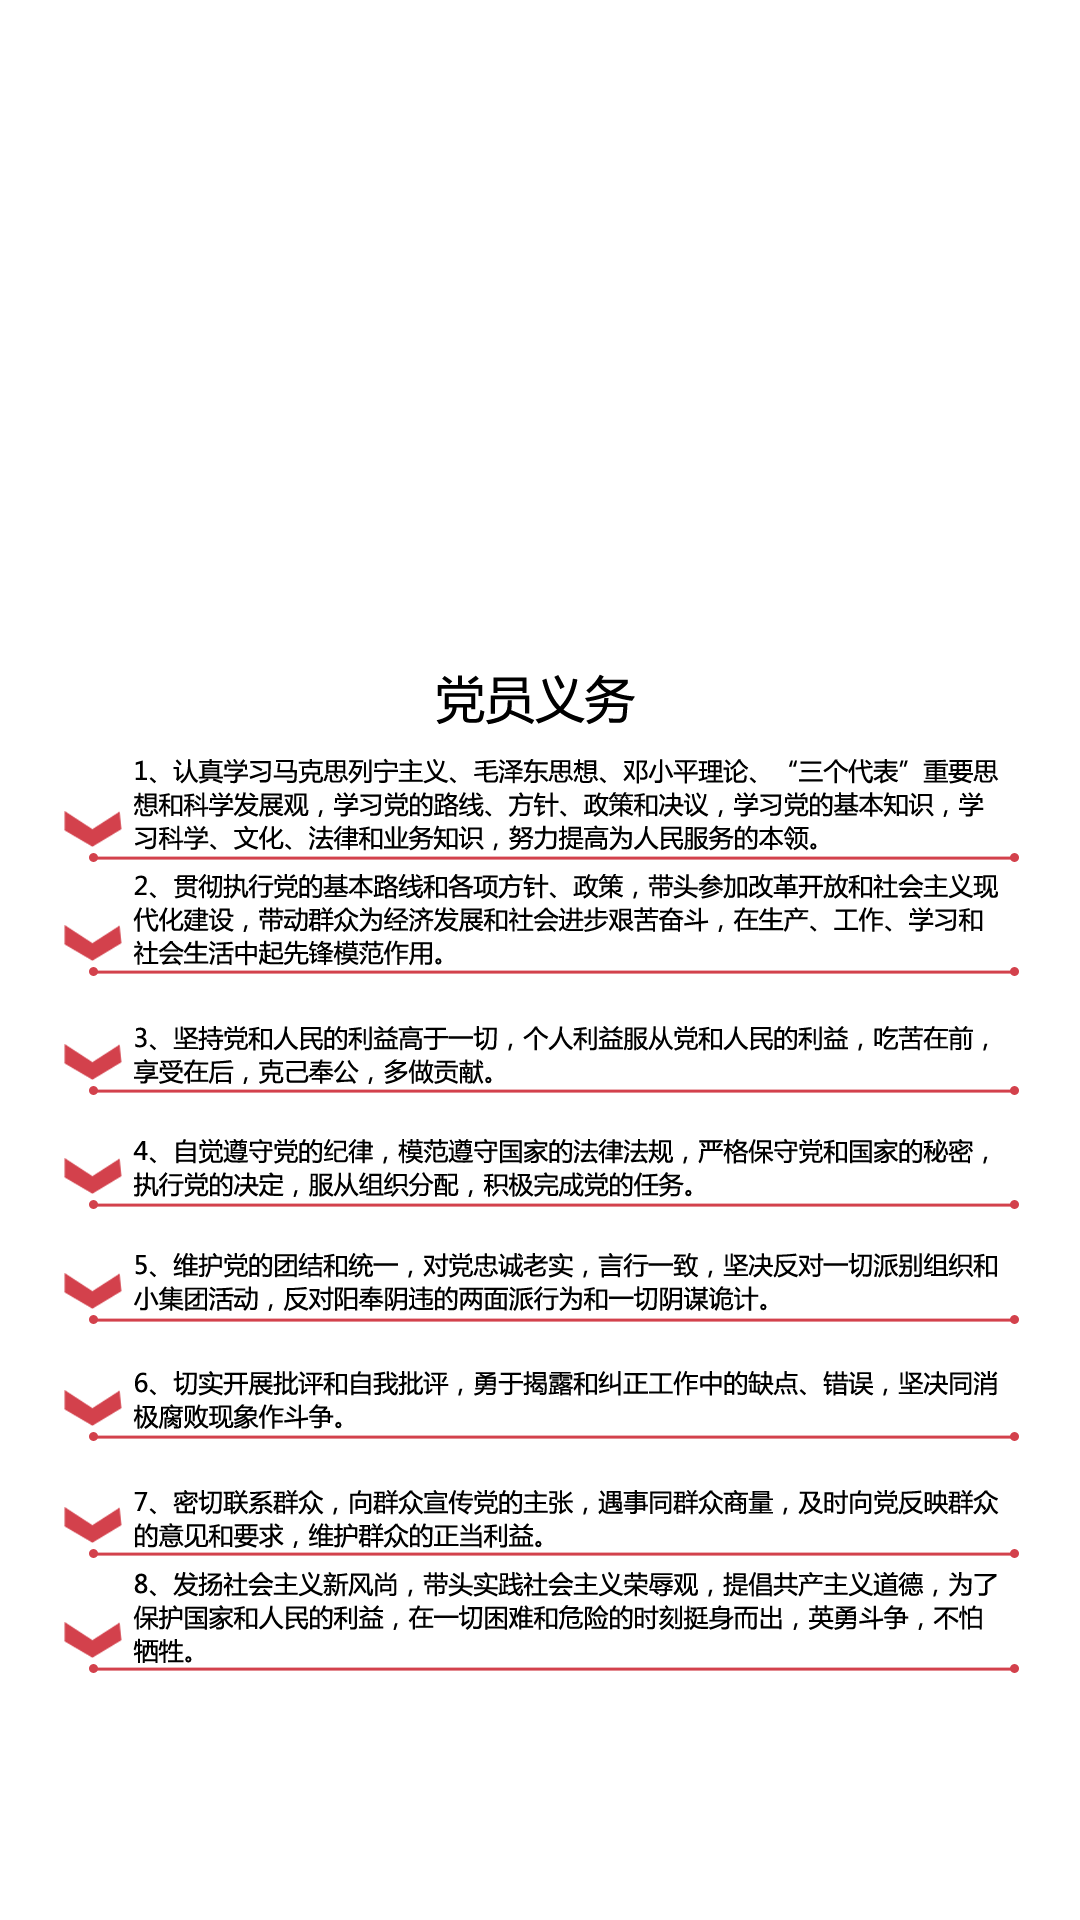 党员义务
1、认真学习马克思列宁主义、毛泽东思想、邓小平理论、“三个代表”重要思
想和科学发展观，学习党的路线、方针、政策和决议，学习党的基本知识，学
习科学、文化、法律和业务知识，努力提高为人民服务的本领。
2、贯彻执行党的基本路线和各项方针、政策，带头参加改革开放和社会主义现
代化建设，带动群众为经济发展和社会进步艰苦奋斗，在生产、工作、学习和
社会生活中起先锋模范作用。
3、坚持党和人民的利益高于一切，个人利益服从党和人民的利益，吃苦在前，
享受在后，克己奉公，多做贡献。
4、自觉遵守党的纪律，模范遵守国家的法律法规，严格保守党和国家的秘密，
执行党的决定，服从组织分配，积极完成党的任务。
5、维护党的团结和统一，对党忠诚老实，言行一致，坚决反对一切派别组织和
小集团活动，反对阳奉阴违的两面派行为和一切阴谋诡计。
6、切实开展批评和自我批评，勇于揭露和纠正工作中的缺点、错误，坚决同消
极腐败现象作斗争。
7、密切联系群众，向群众宣传党的主张，遇事同群众商量，及时向党反映群众
的意见和要求，维护群众的正当利益。
8、发扬社会主义新风尚，带头实践社会主义荣辱观，提倡共产主义道德，为了
保护国家和人民的利益，在一切困难和危险的时刻挺身而出，英勇斗争，不怕
牺牲。